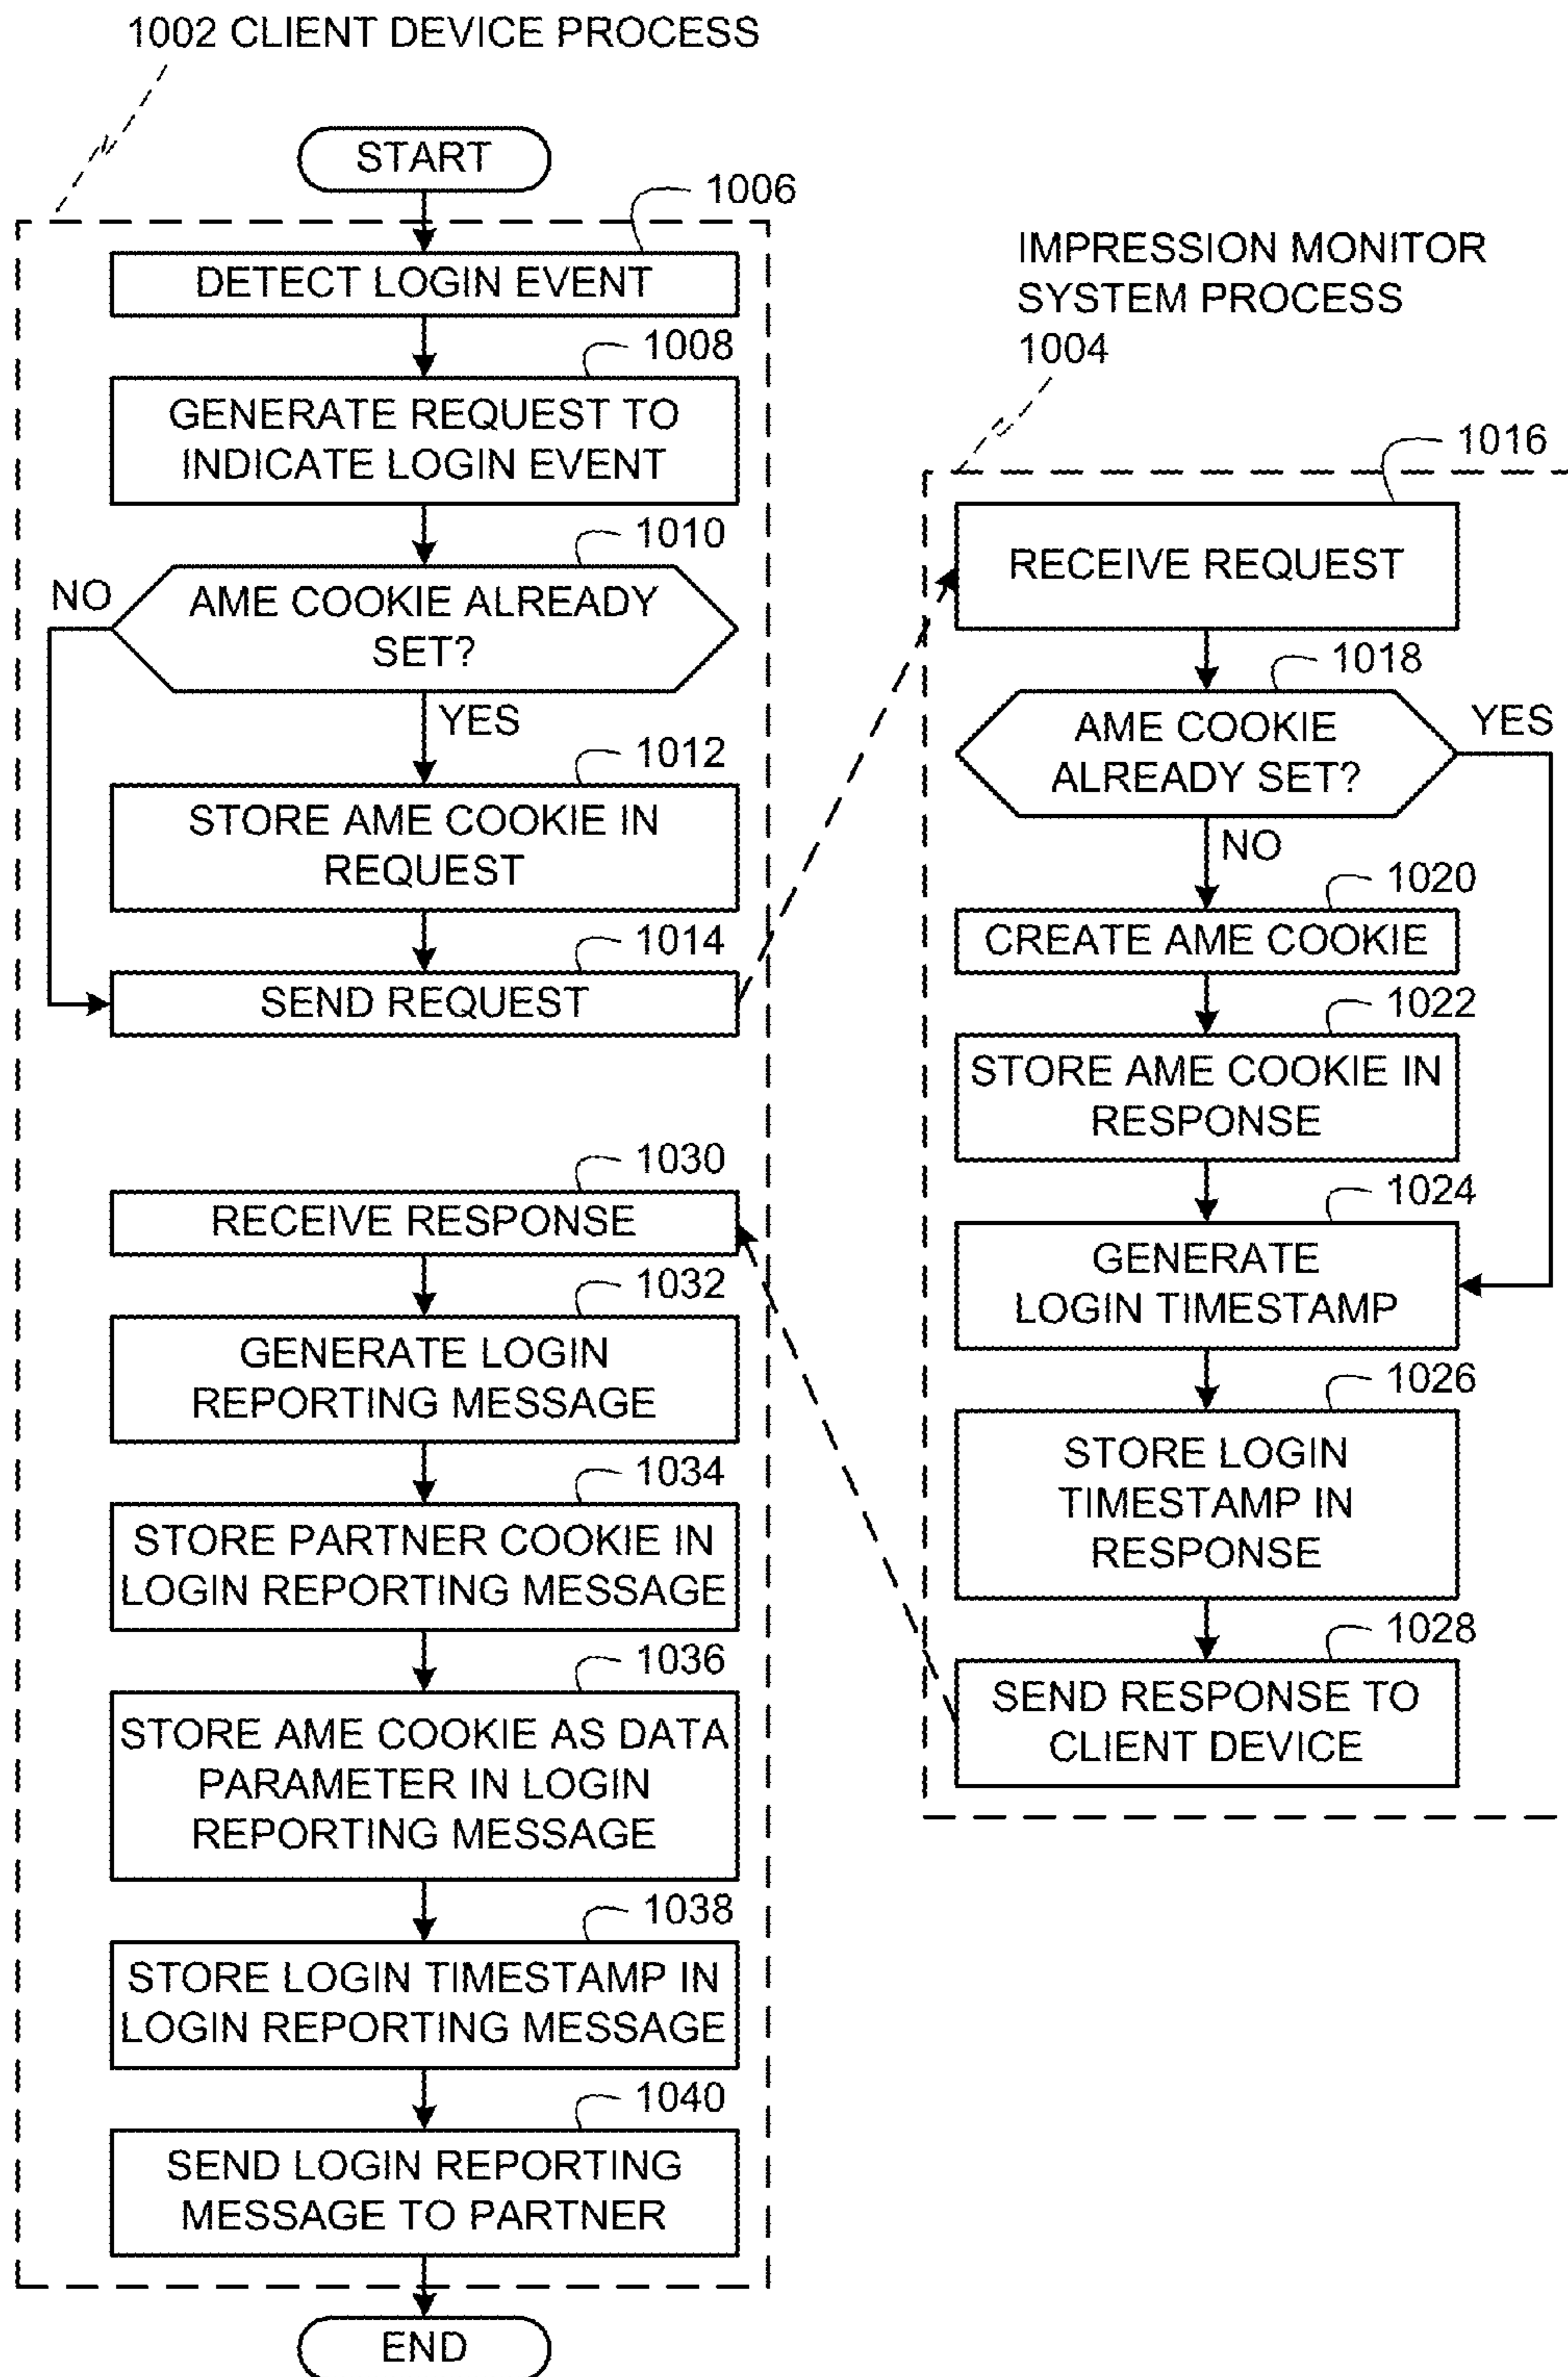 1002 CLIENT DEVICE PROCESS
START
1006
DETECT LOGIN EVENT
1008
GENERATE REQUEST TO
INDICATE LOGIN EVENT
1010
NO
AME COOKIE ALREADY
SET?
YES
1012
STORE AME COOKIE IN
REQUEST
1014
SEND REQUEST
1030
RECEIVE RESPONSE
1032
GENERATE LOGIN
REPORTING MESSAGE
1034
STORE PARTNER COOKIE IN
LOGIN REPORTING MESSAGE
1036
STORE AME COOKIE AS DATA
PARAMETER IN LOGIN
REPORTING MESSAGE
1038
STORE LOGIN TIMESTAMP IN
LOGIN REPORTING MESSAGE
1040
SEND LOGIN REPORTING
MESSAGE TO PARTNER
END
IMPRESSION MONITOR
SYSTEM PROCESS
1004
1016
RECEIVE REQUEST
1018
AME COOKIE
ALREADY SET?
YES
NO
1020
CREATE AME COOKIE
1022
STORE AME COOKIE IN
RESPONSE
1024
GENERATE
LOGIN TIMESTAMP
1026
STORE LOGIN
TIMESTAMP IN
RESPONSE
1028
SEND RESPONSE TO
CLIENT DEVICE